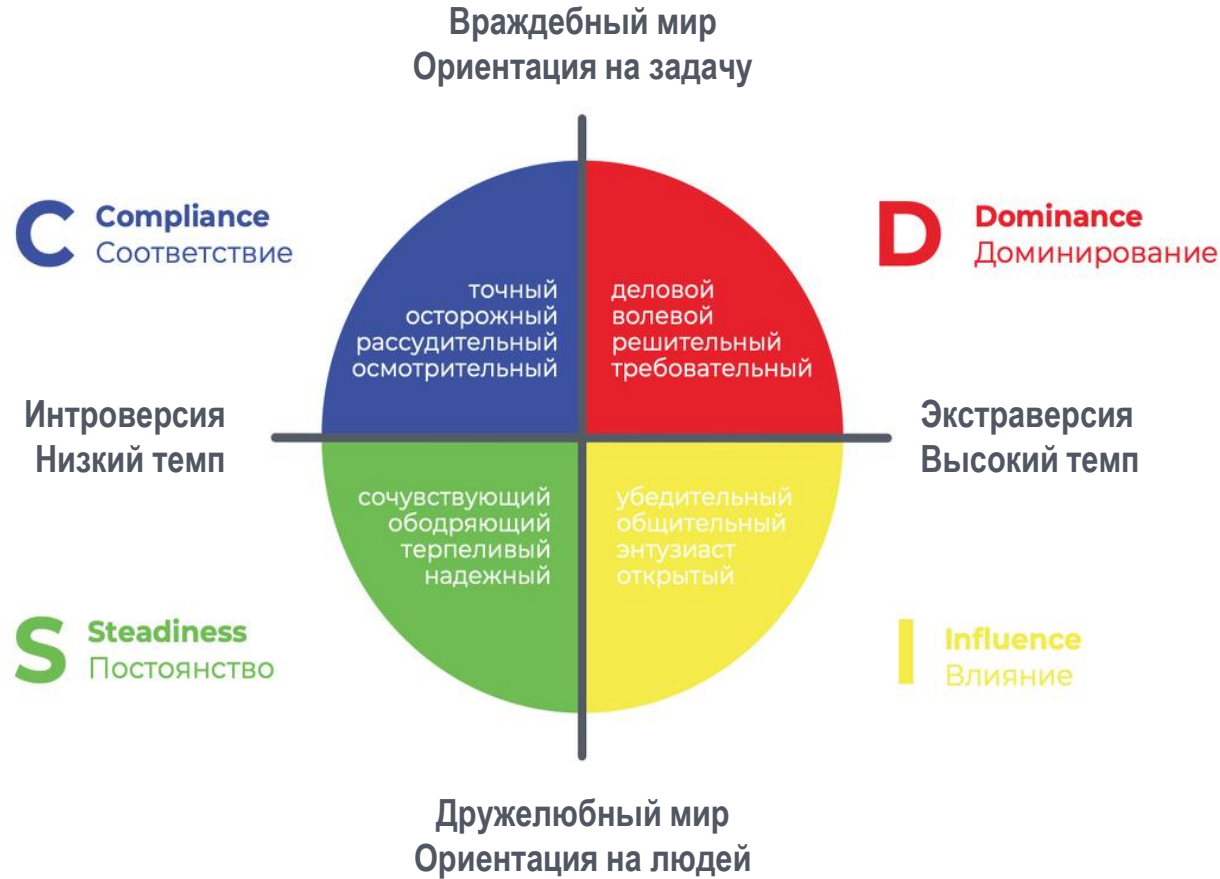 Враждебный мир
Ориентация на задачу
C
Compliance
Соответствие
D
Dominance
Доминирование
точный
осторожный
рассудительный
осмотрительный
деловой
волевой
решительный
требовательный
Интроверсия
Низкий темп
Экстраверсия
Высокий темп
сочувствующий
ободряющий
терпеливый
надежный
убедительный
общительный
энтузиаст
открытый
S
Steadiness
Постоянство
I
Influence
Влияние
Дружелюбный мир
Ориентация на людей